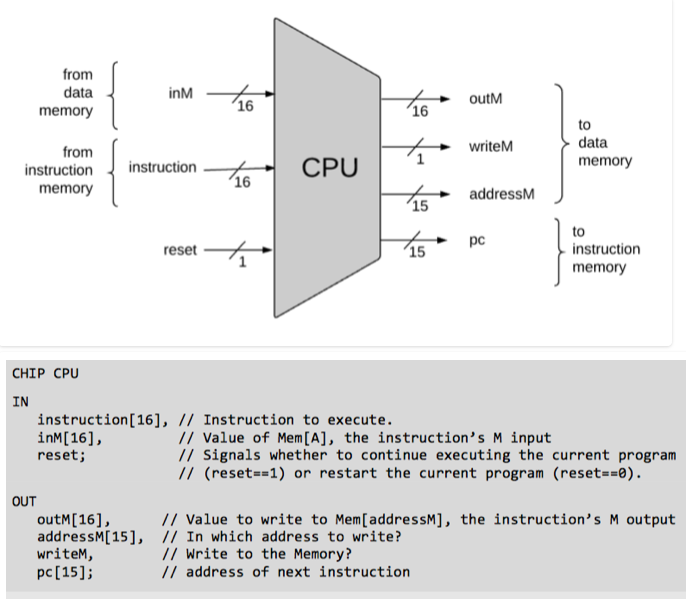 from
data
memory
inM
16
from
instruction
memory
instruction
16
reset
1
CPU
16
outM
1
writeM
15
addressM
15
pc
to
data
memory
to
instruction
memory
CHIP CPU
IN
instruction[16], // Instruction to execute.
inM[16], // Value of Mem[A], the instruction’s M input
reset; // Signals whether to continue executing the current program
// (reset==1) or restart the current program (reset==0).
OUT
outM[16], // Value to write to Mem[addressM], the instruction’s M output
addressM[15], // In which address to write?
writeM, // Write to the Memory?
pc[15]; // address of next instruction